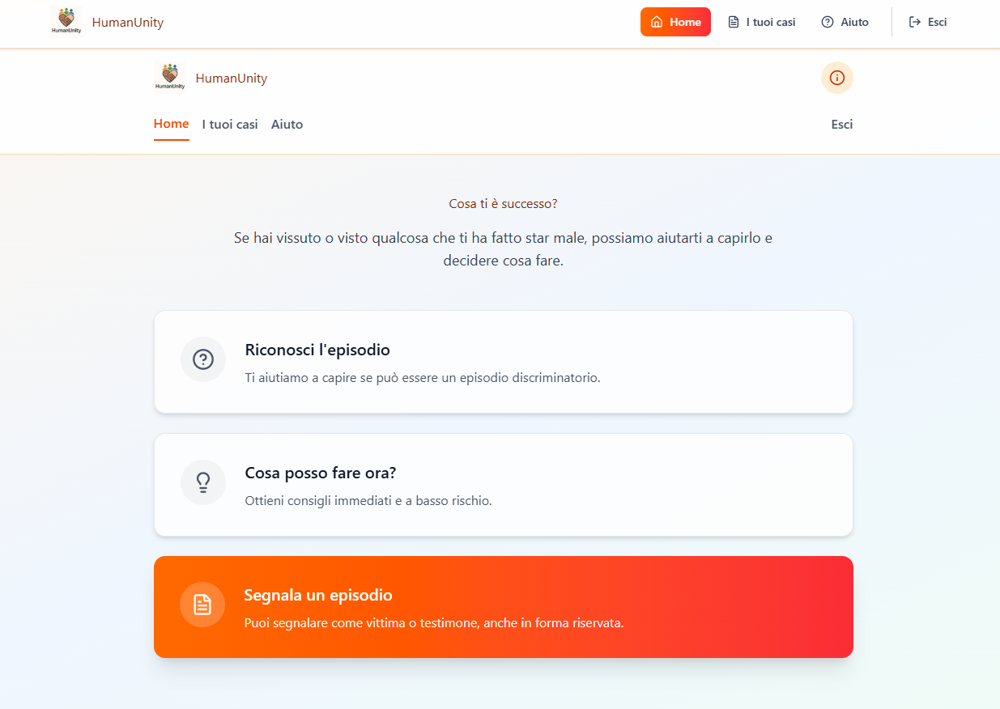 HumanUnity
HumanUnity
Home
I tuoi casi
Aiuto
Esci
HumanUnity
HumanUnity
Home
I tuoi casi
Aiuto
Esci
Cosa ti è successo?
Se hai vissuto o visto qualcosa che ti ha fatto star male, possiamo aiutarti a capirlo e
decidere cosa fare.
Riconosci l'episodio
Ti aiutiamo a capire se può essere un episodio discriminatorio.
Cosa posso fare ora?
Ottieni consigli immediati e a basso rischio.
Segnala un episodio
Puoi segnalare come vittima o testimone, anche in forma riservata.